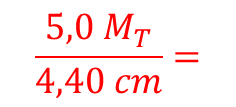 5,0 M_T
4,40 cm =